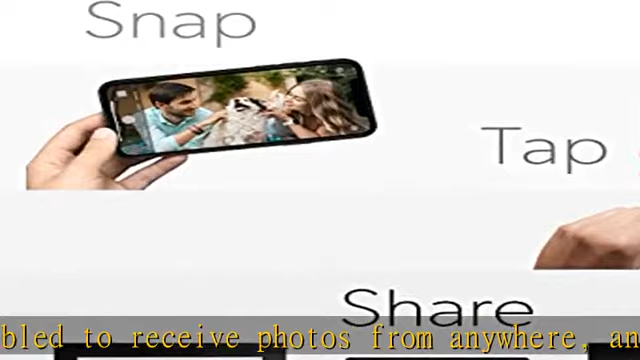 Snap
Tap
Share
bled to receive photos from anywhere, an